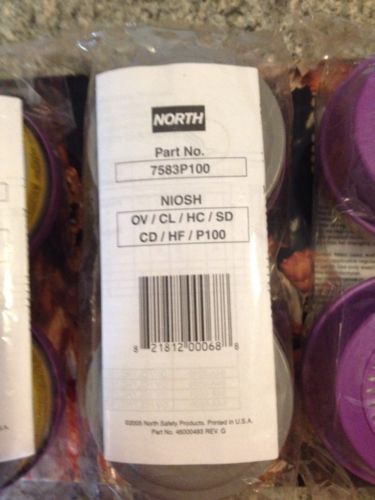 NORTH
Part No.
7583P100
NIOSH
OV / CL / HC / SD
CD / HF / P100
8 21812 00068 8
©2005 North Safety Products. Printed in U.S.A.
Part No. 46000493 REV. G